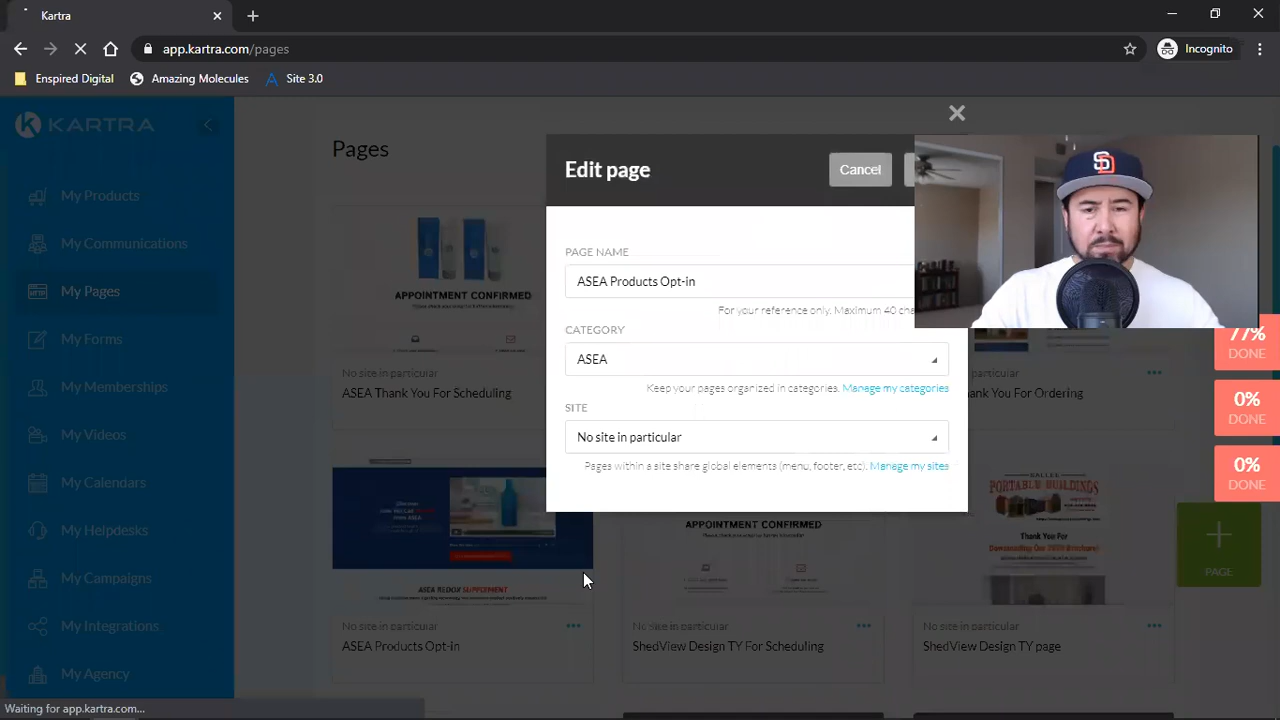 Kartra
app.kartra.com/pages
Incognito
Enspired Digital
Amazing Molecules
Site 3.0
KARTRA
My Products
My Communications
My Pages
My Forms
My Memberships
My Videos
My Calendars
My Helpdesks
My Campaigns
My Integrations
My Agency
Pages
Edit page
Cancel
PAGE NAME
ASEA Products Opt-in
For your reference only. Maximum 40 cha
CATEGORY
ASEA
Keep your pages organized in categories. Manage my categories
SITE
No site in particular
Pages within a site share global elements (menu, footer, etc). Manage my sites
APPOINTMENT CONFIRMED
No site in particular
ASEA Thank You For Scheduling
particular
You For Ordering
ASEA REDOX SUPPLEMENT
No site in particular
ASEA Products Opt-in
APPOINTMENT CONFIRMED
No site in particular
ShedView Design TY For Scheduling
PORTABLE BUILDINGS
Thank You For
No site in particular
ShedView Design TY page
77%
DONE
0%
DONE
0%
DONE
PAGE
Waiting for app.kartra.com...